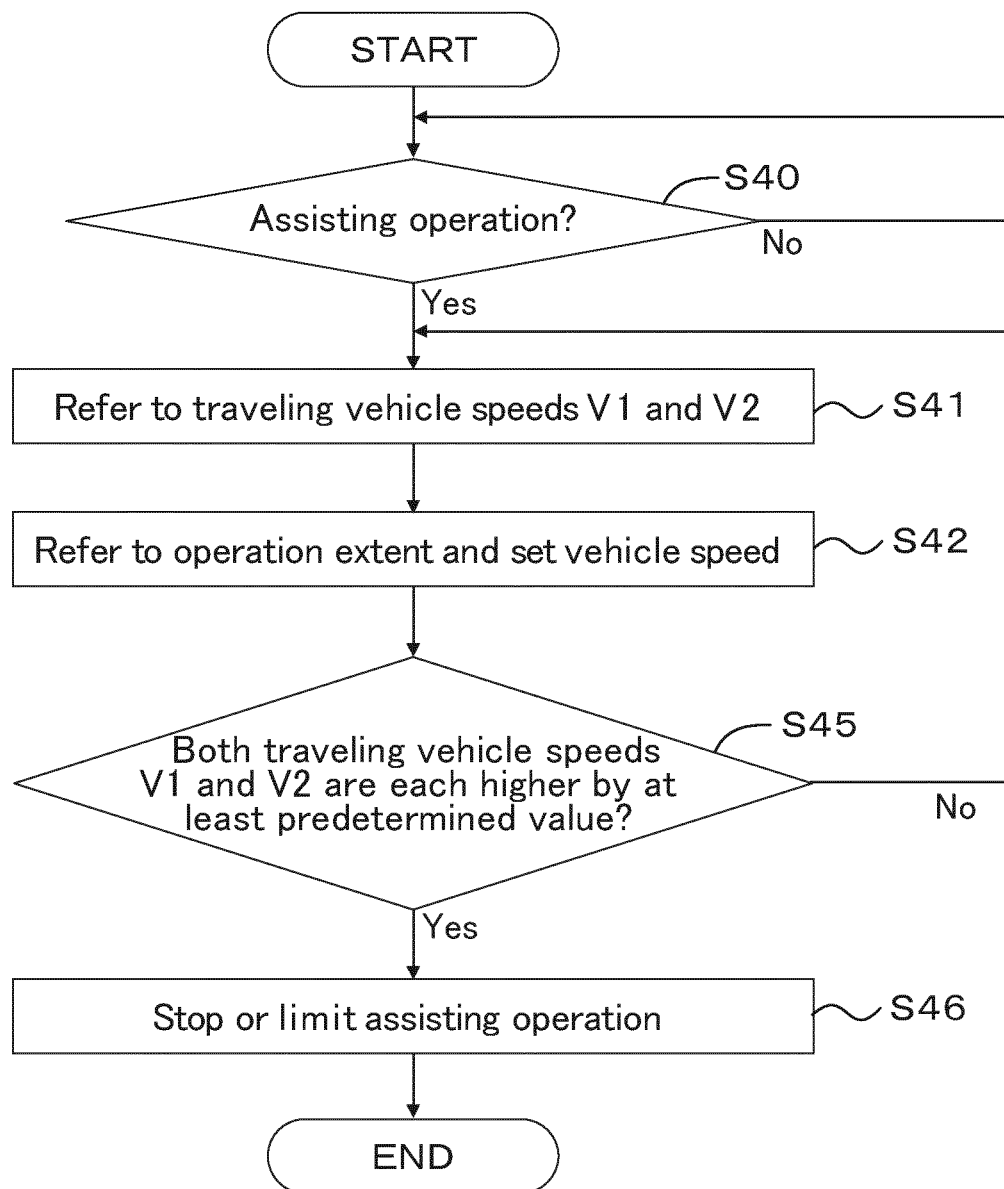 START
S40
Assisting operation?
No
Yes
Refer to traveling vehicle speeds V1 and V2
S41
Refer to operation extent and set vehicle speed
S42
S45
Both traveling vehicle speeds
V1 and V2 are each higher by at
least predetermined value?
No
Yes
Stop or limit assisting operation
S46
END